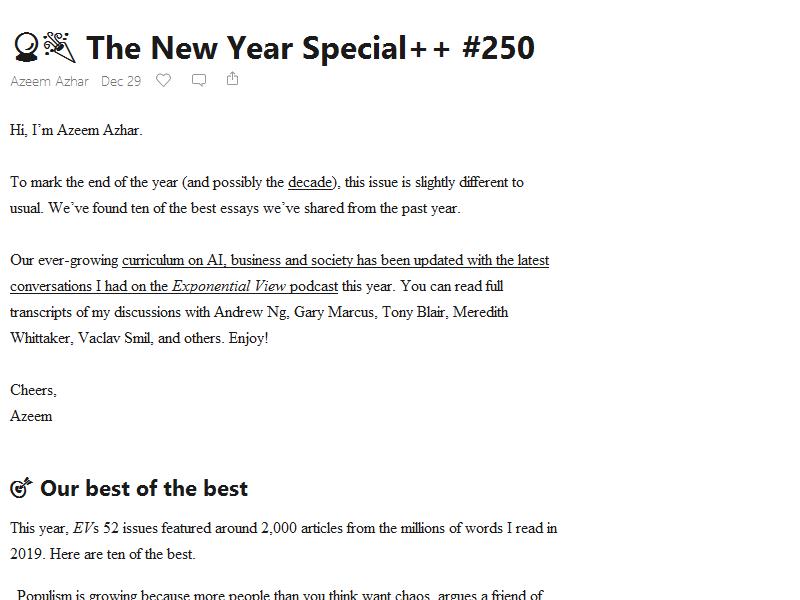 🔮🎉 The New Year Special++ #250
Azeem Azhar Dec 29
Hi, I’m Azeem Azhar.
To mark the end of the year (and possibly the decade), this issue is slightly different to
usual. We’ve found ten of the best essays we’ve shared from the past year.
Our ever-growing curriculum on AI, business and society has been updated with the latest
conversations I had on the Exponential View podcast this year. You can read full
transcripts of my discussions with Andrew Ng, Gary Marcus, Tony Blair, Meredith
Whittaker, Vaclav Smil, and others. Enjoy!
Cheers,
Azeem
🎯 Our best of the best
This year, EVs 52 issues featured around 2,000 articles from the millions of words I read in
2019. Here are ten of the best.
Populism is growing because more people than you think want chaos, argues a friend of